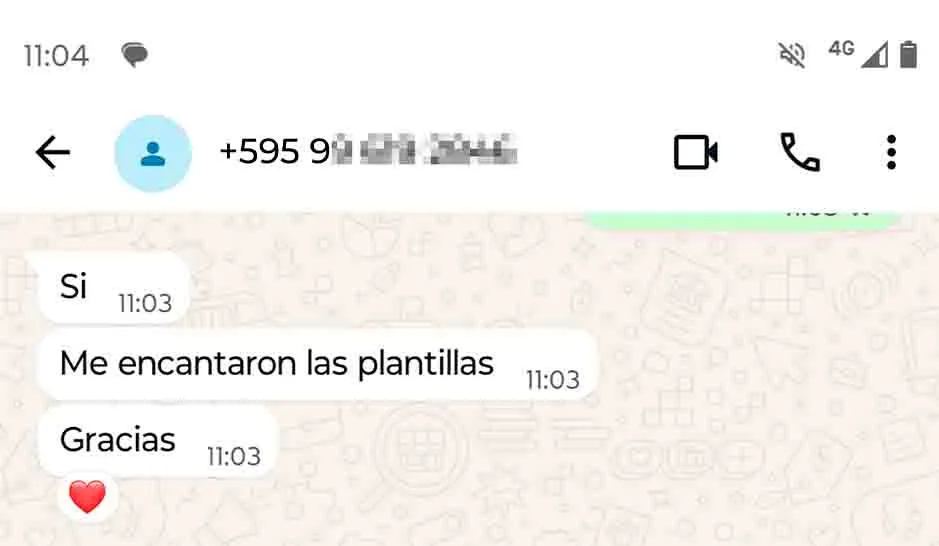 11:04
4G
+595 9
Si 11:03
Me encantaron las plantillas 11:03
Gracias 11:03